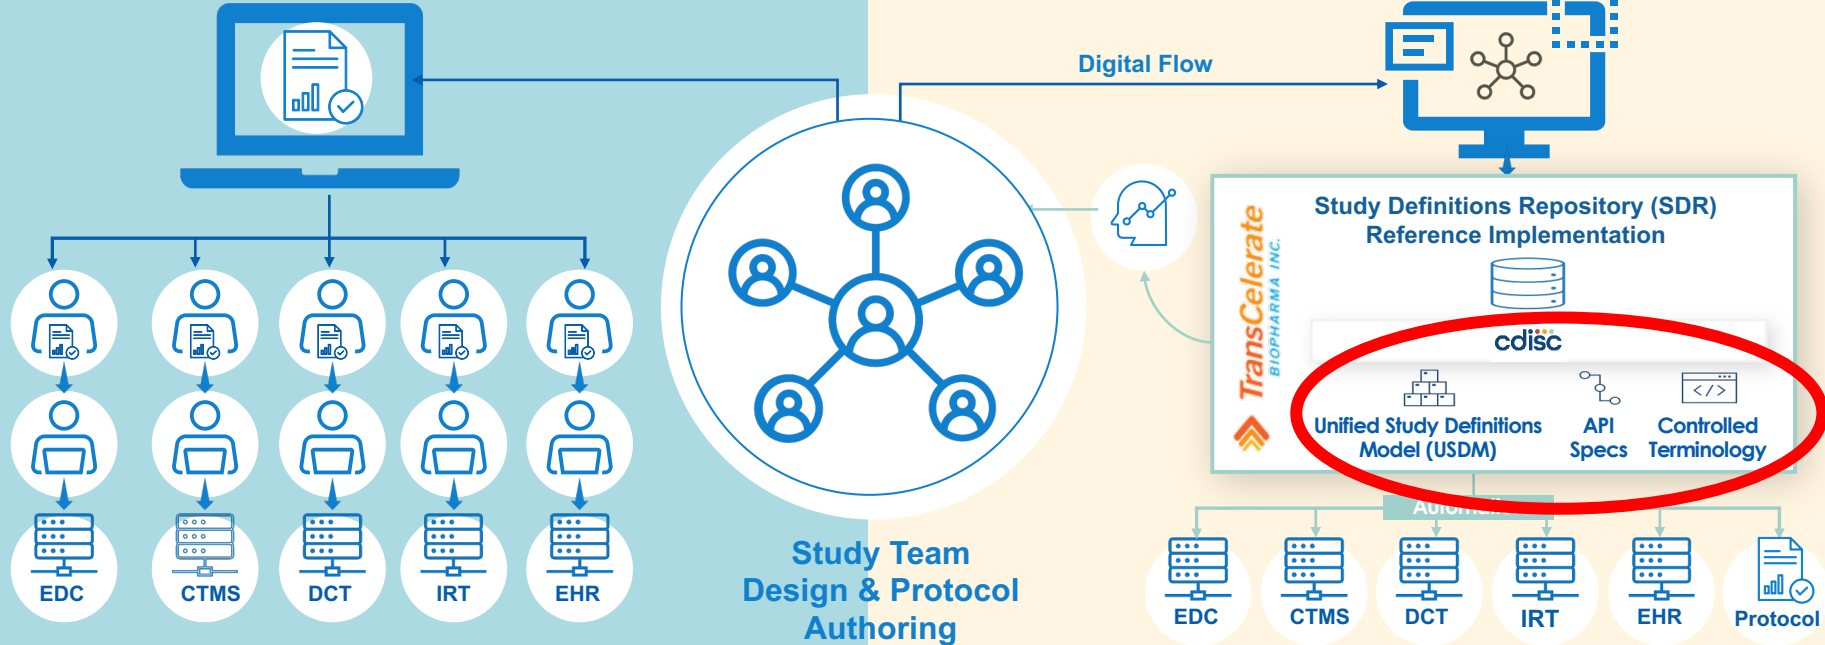 Digital Flow
Study Definitions Repository (SDR)
Reference Implementation
TransCelerate
BIOPHARMA INC.
cdisc
</>
Unified Study Definitions
Model (USDM)
API
Specs
Controlled
Terminology
EDC
CTMS
DCT
IRT
EHR
Study Team
Design & Protocol
Authoring
EDC
CTMS
DCT
IRT
EHR
Protocol